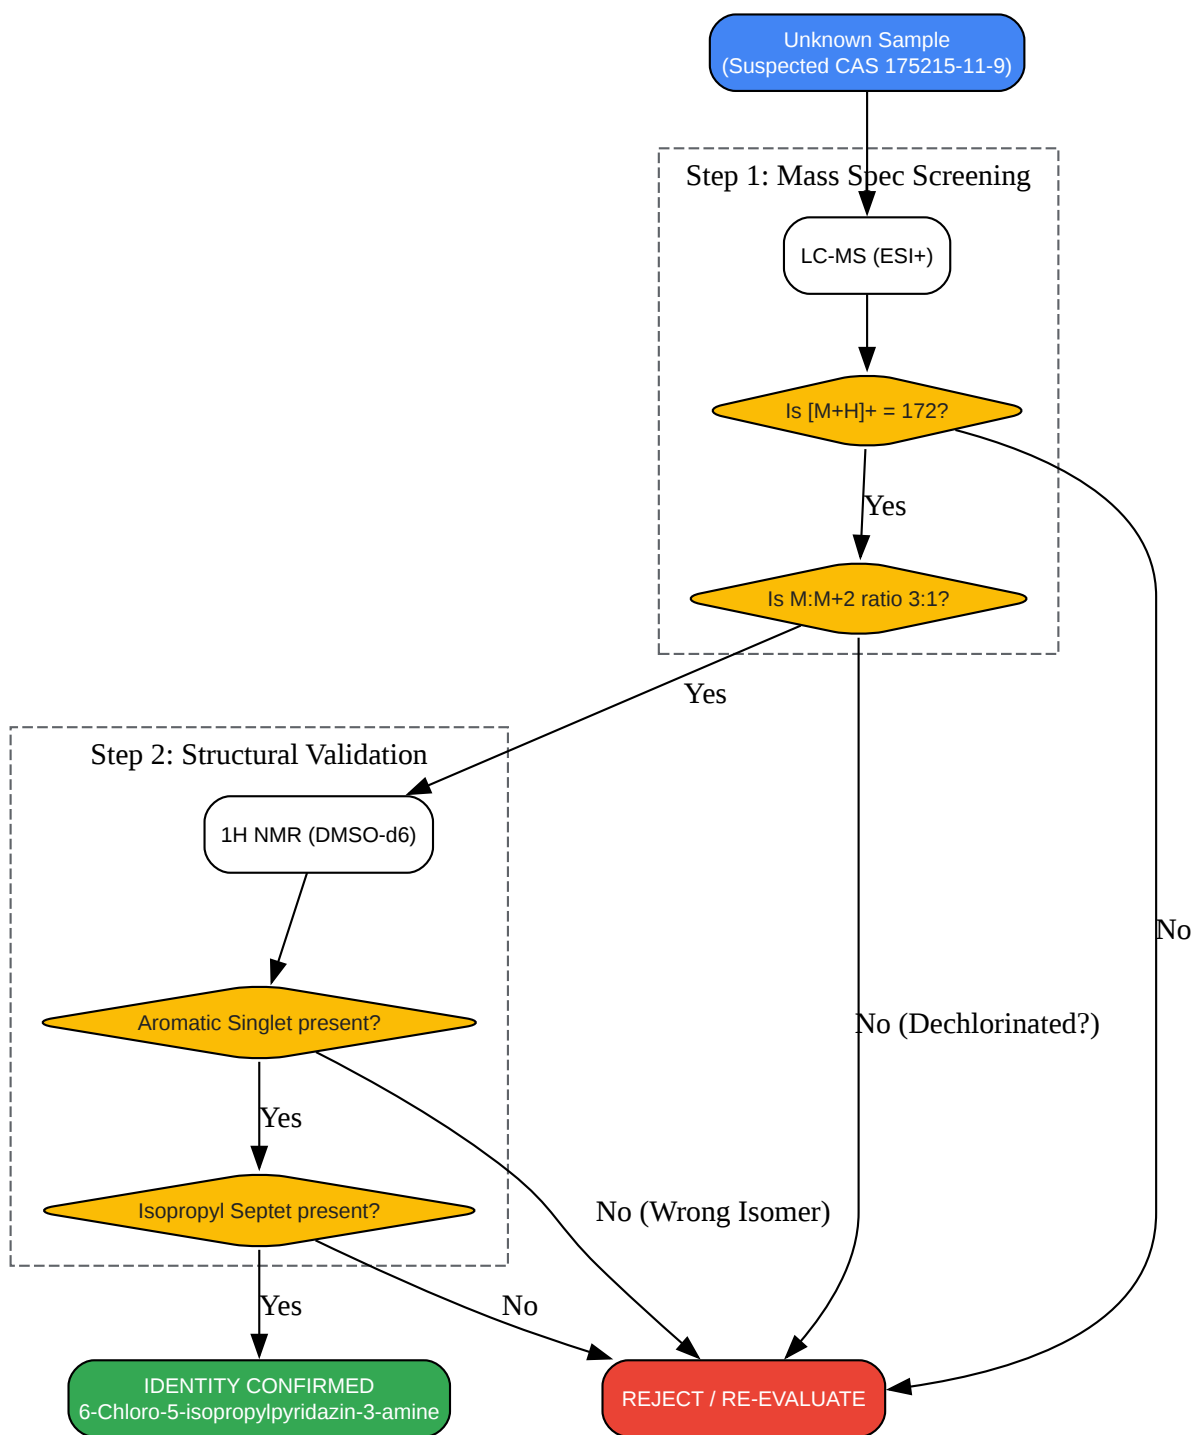 Unknown Sample
(Suspected CAS 175215-11-9)
Step 1: Mass Spec Screening
LC-MS (ESI+)
Is [M+H]+ = 172?
Yes
Is M:M+2 ratio 3:1?
Yes
Step 2: Structural Validation
1H NMR (DMSO-d6)
No
Aromatic Singlet present?
No (Dechlorinated?)
Yes
Isopropyl Septet present?
No (Wrong Isomer)
Yes
No
IDENTITY CONFIRMED
6-Chloro-5-isopropylpyridazin-3-amine
REJECT / RE-EVALUATE